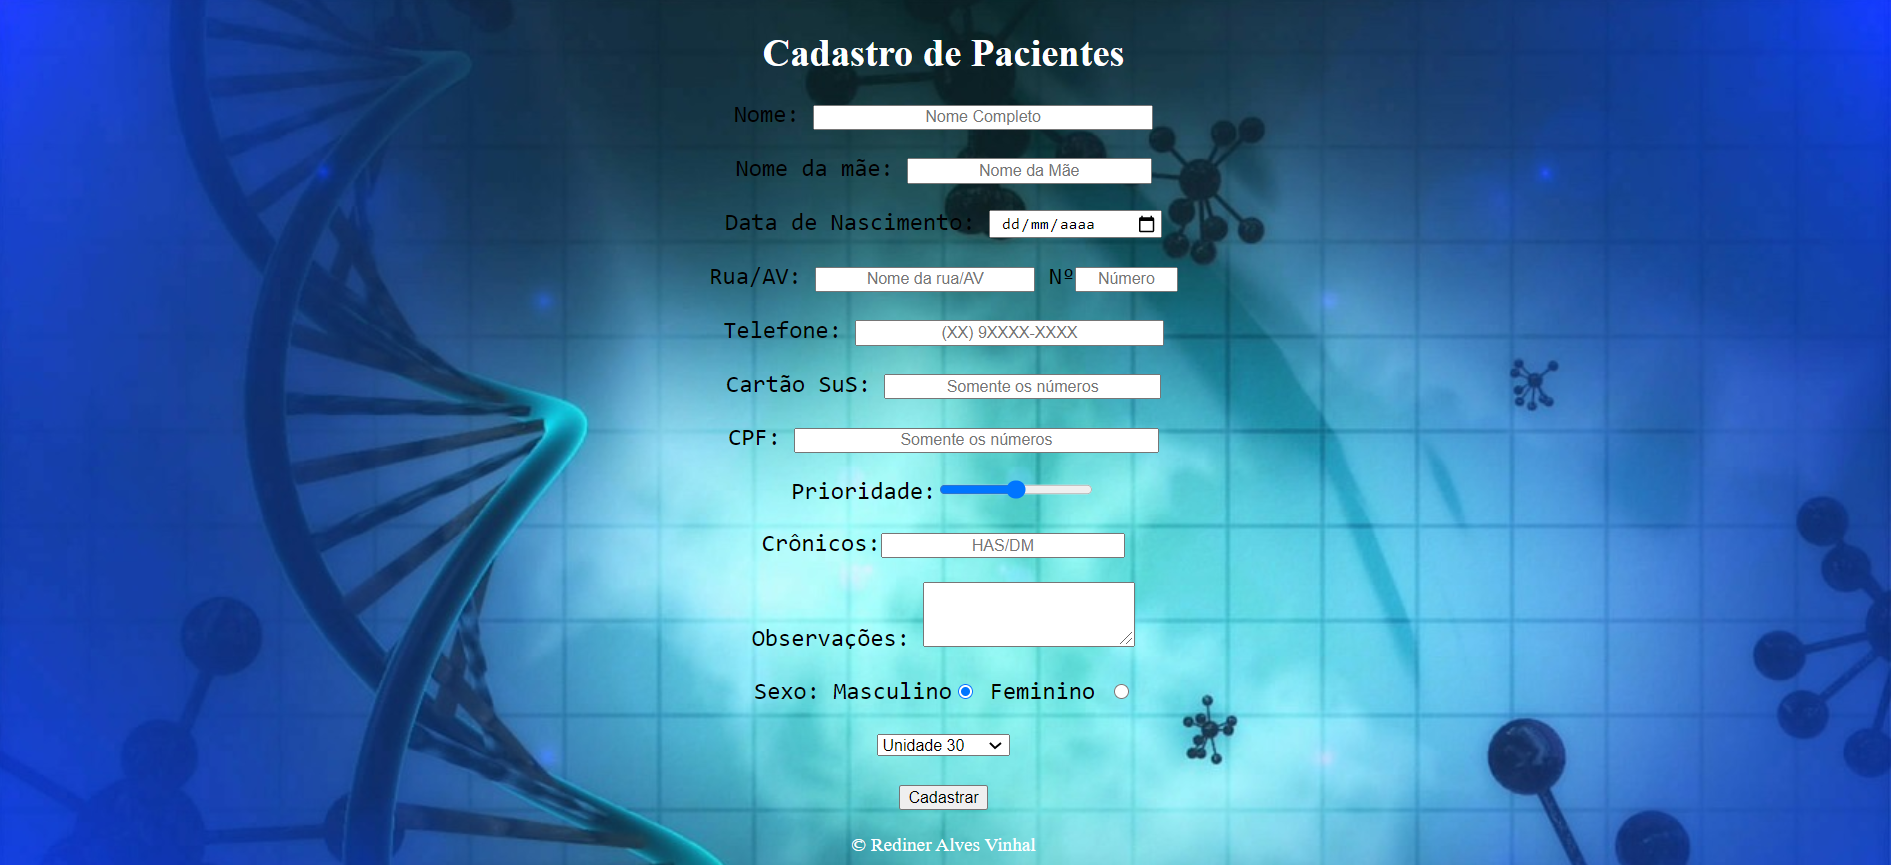 Cadastro de Pacientes
Nome: Nome Completo
Nome da mãe: Nome da Mãe
Data de Nascimento: dd/mm/aaaa
Rua/AV: Nome da rua/AV Nº Número
Telefone: (XX) 9XXXX-XXXX
Cartão SuS: Somente os números
CPF: Somente os números
Prioridade:
Crônicos: HAS/DM
Observações:
Sexo: Masculino Feminino
Unidade 30
Cadastrar
© Rediner Alves Vinhal